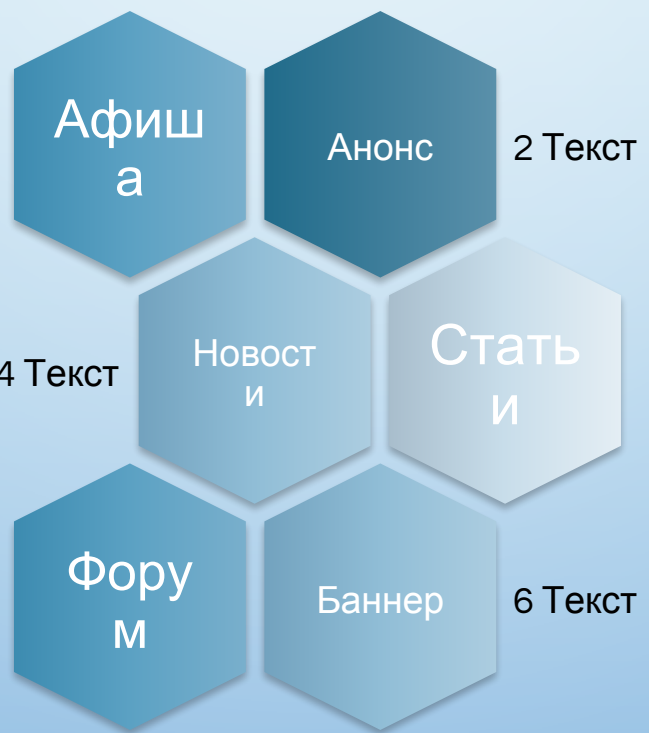 Афиш
а
Анонс
2 Текст
4 Текст
Новост
и
Стать
и
Фору
м
Баннер
6 Текст